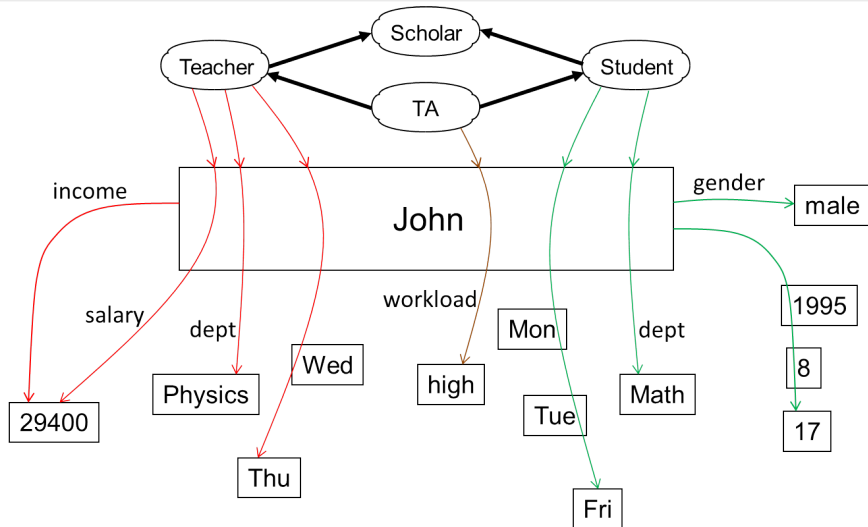 Scholar
Teacher
Student
TA
income
gender
John
male
salary
dept
workload
Mon
dept
1995
Wed
8
Physics
high
Math
29400
Tue
17
Thu
Fri